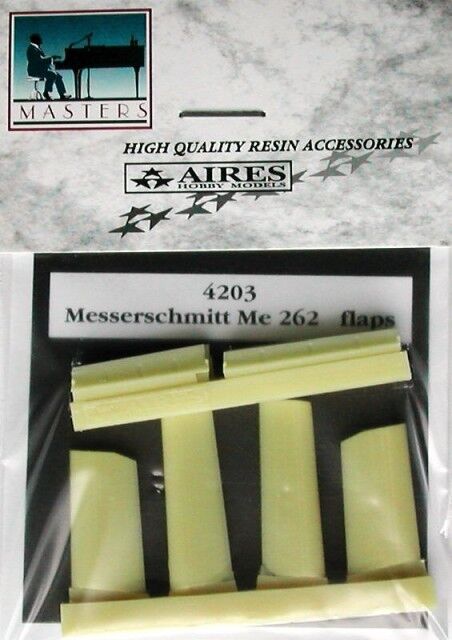 MASTERS
HIGH QUALITY RESIN ACCESSORIES
AIRES
HOBBY MODELS
4203
Messerschmitt Me 262 flaps